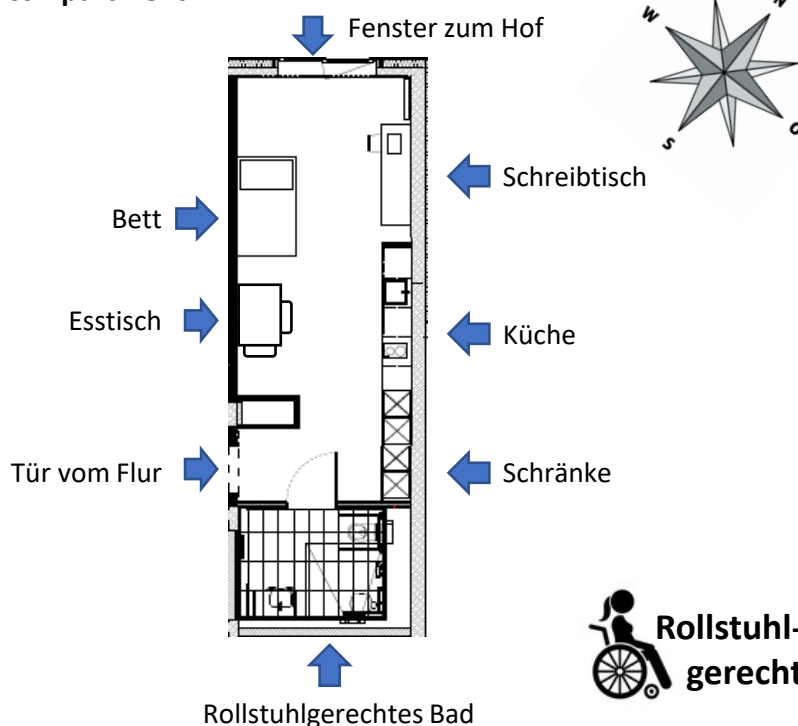 Fenster zum Hof
W
N
S
O
Schreibtisch
Bett
Esstisch
Küche
Tür vom Flur
Schränke
Rollstuhl-
gerecht
Rollstuhlgerechtes Bad